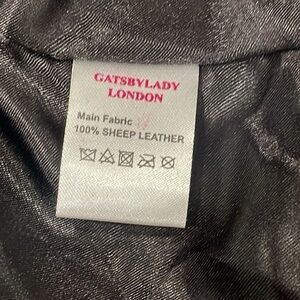 GATSBYLADY
LONDON
Main Fabric
100% SHEEP LEATHER